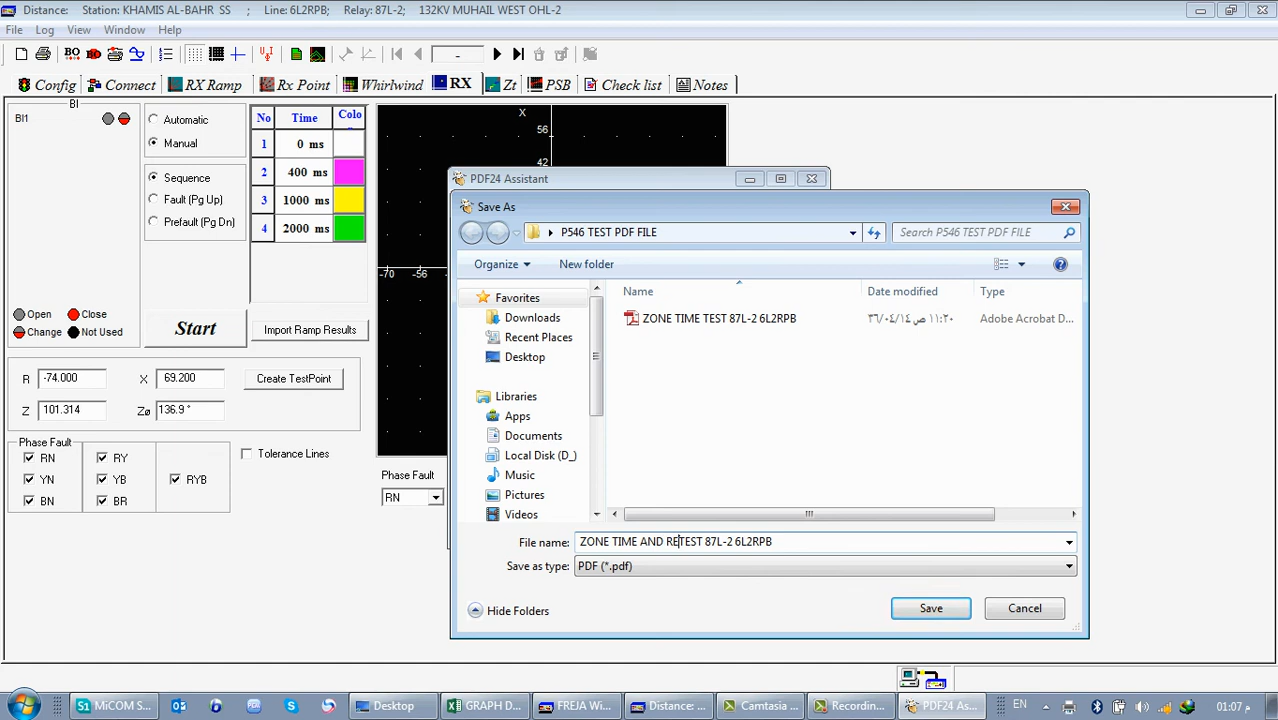 Distance: Station: KHAMIS AL-BAHR SS ; Line: 6L2RPB; Relay: 87L-2; 132KV MUHAIL WEST OHL-2
File Log View Window Help
BO
-
Config Connect RX Ramp Rx Point Whirlwind RX Zt PSB Check list Notes
BI
BI1
Automatic
Manual
Sequence
Fault (Pg Up)
Prefault (Pg Dn)
No Time Colo
1 0 ms
2 400 ms
3 1000 ms
4 2000 ms
X
56
42
-70 -56
Open Close
Change Not Used
Start
Import Ramp Results
R -74.000 X 69.200 Create TestPoint
Z 101.314 Zø 136.9 °
Phase Fault
RN RY
YN YB RYB
BN BR
Tolerance Lines
Phase Fault
RN
PDF24 Assistant
Save As
P546 TEST PDF FILE
Search P546 TEST PDF FILE
Organize New folder
Favorites
Downloads
Recent Places
Desktop
Libraries
Apps
Documents
Local Disk (D_)
Music
Pictures
Videos
Name Date modified Type
ZONE TIME TEST 87L-2 6L2RPB ٣٦/٠٤/١٤ ص ١١:٢٠ Adobe Acrobat D...
File name: ZONE TIME AND RETEST 87L-2 6L2RPB
Save as type: PDF (*.pdf)
Hide Folders
Save Cancel
S1 MiCOM S... Desktop GRAPH D... FREJA Wi... Distance: ... Camtasia ... Recordin... PDF24 As... EN م 01:07